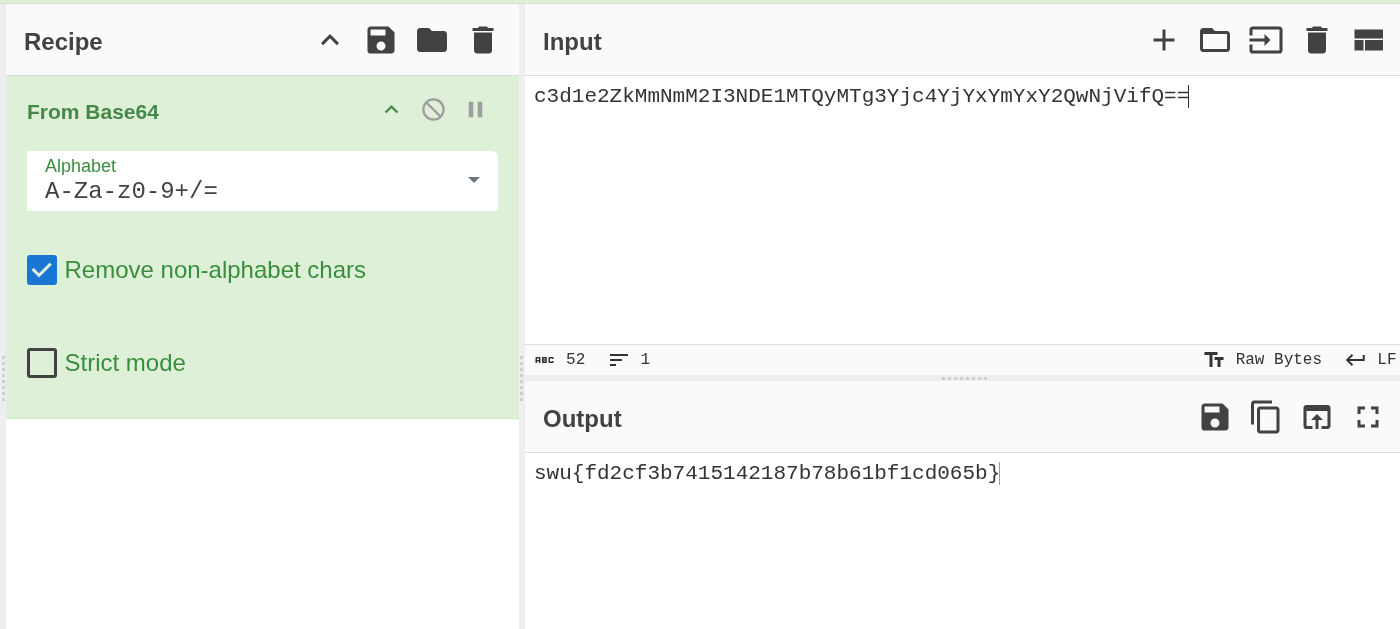 Recipe
From Base64
Alphabet
A-Za-z0-9+/=
Remove non-alphabet chars
Strict mode
Input
c3d1e2ZkMmNmM2I3NDE1MTQyMTg3Yjc4YjYxYmYxY2QwNjVifQ==
ABC 52 1
Raw Bytes LF
Output
swu{fd2cf3b7415142187b78b61bf1cd065b}